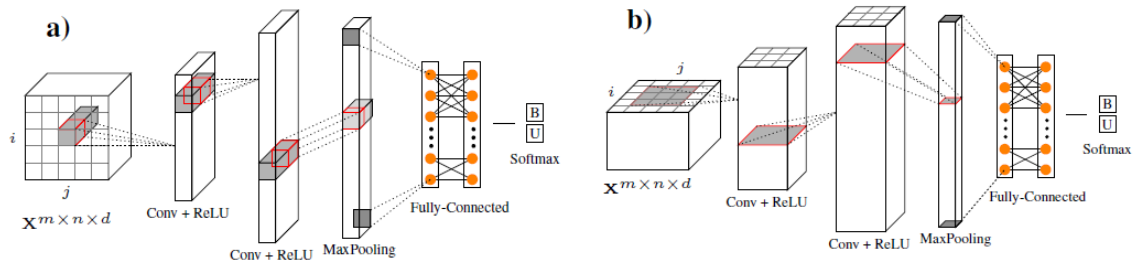 a)
i
j
X^{m × n × d}
Conv + ReLU
Conv + ReLU
MaxPooling
Fully-Connected
B
U
Softmax
b)
j
i
X^{m × n × d}
Conv + ReLU
Conv + ReLU
MaxPooling
Fully-Connected
B
U
Softmax